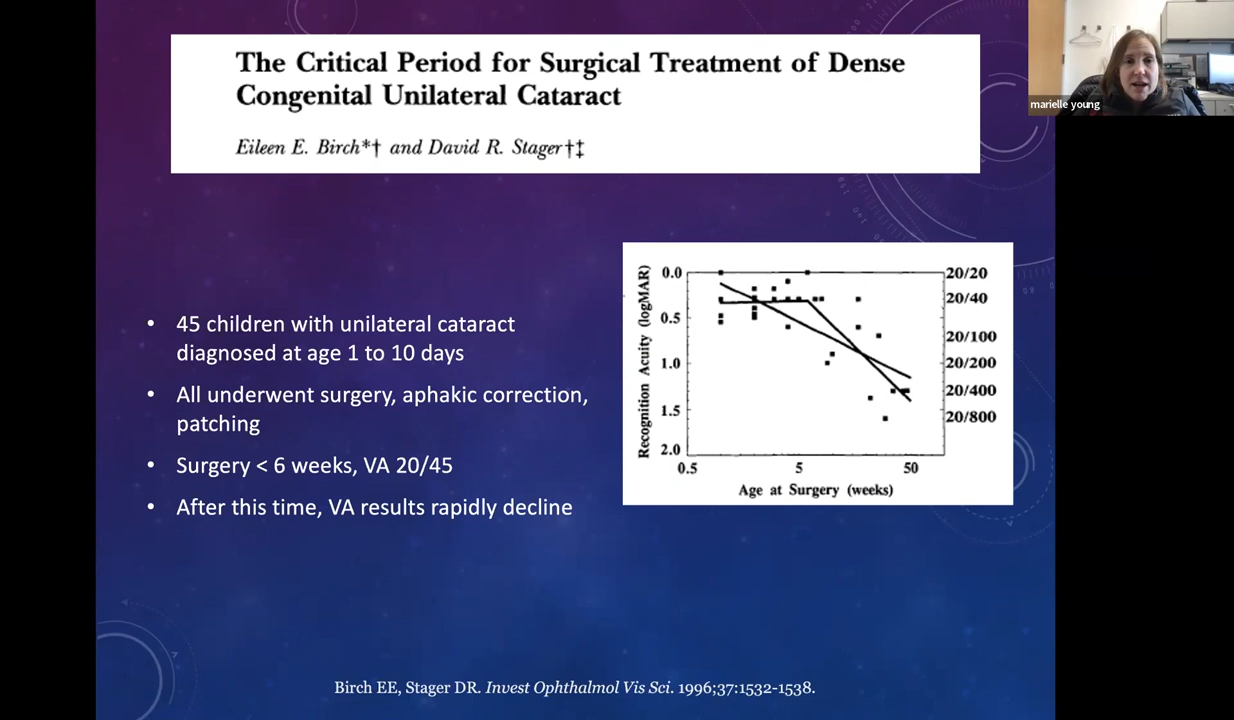 The Critical Period for Surgical Treatment of Dense
Congenital Unilateral Cataract
Eileen E. Birch*† and David R. Stager†‡
marielle young
• 45 children with unilateral cataract
diagnosed at age 1 to 10 days
• All underwent surgery, aphakic correction,
patching
• Surgery < 6 weeks, VA 20/45
• After this time, VA results rapidly decline
Recognition Acuity (logMAR)
0.0
0.5
1.0
1.5
2.0
20/20
20/40
20/100
20/200
20/400
20/800
0.5 5 50
Age at Surgery (weeks)
Birch EE, Stager DR. Invest Ophthalmol Vis Sci. 1996;37:1532-1538.